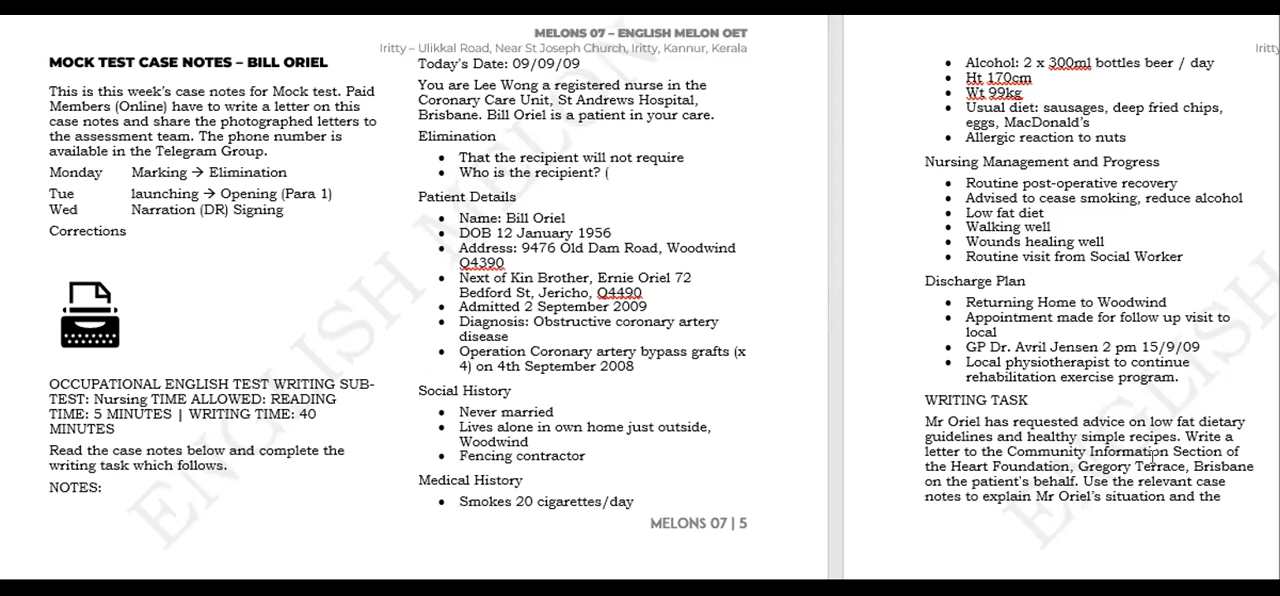 MELONS 07 – ENGLISH MELON OET
Iritty – Ulikkal Road, Near St Joseph Church, Iritty, Kannur, Kerala
MOCK TEST CASE NOTES – BILL ORIEL
This is this week's case notes for Mock test. Paid
Members (Online) have to write a letter on this
case notes and share the photographed letters to
the assessment team. The phone number is
available in the Telegram Group.
Monday Marking → Elimination
Tue launching → Opening (Para 1)
Wed Narration (DR) Signing
Corrections
OCCUPATIONAL ENGLISH TEST WRITING SUB-
TEST: Nursing TIME ALLOWED: READING
TIME: 5 MINUTES | WRITING TIME: 40
MINUTES
Read the case notes below and complete the
writing task which follows.
NOTES:
Today's Date: 09/09/09
You are Lee Wong a registered nurse in the
Coronary Care Unit, St Andrews Hospital,
Brisbane. Bill Oriel is a patient in your care.
Elimination
• That the recipient will not require
• Who is the recipient? (
Patient Details
• Name: Bill Oriel
• DOB 12 January 1956
• Address: 9476 Old Dam Road, Woodwind
Q4390
• Next of Kin Brother, Ernie Oriel 72
Bedford St, Jericho, Q4490
• Admitted 2 September 2009
• Diagnosis: Obstructive coronary artery
disease
• Operation Coronary artery bypass grafts (x
4) on 4th September 2008
Social History
• Never married
• Lives alone in own home just outside,
Woodwind
• Fencing contractor
Medical History
• Smokes 20 cigarettes/day
MELONS 07 | 5
Iritty
• Alcohol: 2 x 300ml bottles beer / day
• Ht 170cm
• Wt 99kg
• Usual diet: sausages, deep fried chips,
eggs, MacDonald's
• Allergic reaction to nuts
Nursing Management and Progress
• Routine post-operative recovery
• Advised to cease smoking, reduce alcohol
• Low fat diet
• Walking well
• Wounds healing well
• Routine visit from Social Worker
Discharge Plan
• Returning Home to Woodwind
• Appointment made for follow up visit to
local
• GP Dr. Avril Jensen 2 pm 15/9/09
• Local physiotherapist to continue
rehabilitation exercise program.
WRITING TASK
Mr Oriel has requested advice on low fat dietary
guidelines and healthy simple recipes. Write a
letter to the Community Information Section of
the Heart Foundation, Gregory Terrace, Brisbane
on the patient's behalf. Use the relevant case
notes to explain Mr Oriel's situation and the
ENGLISH MELON
ENGLISH